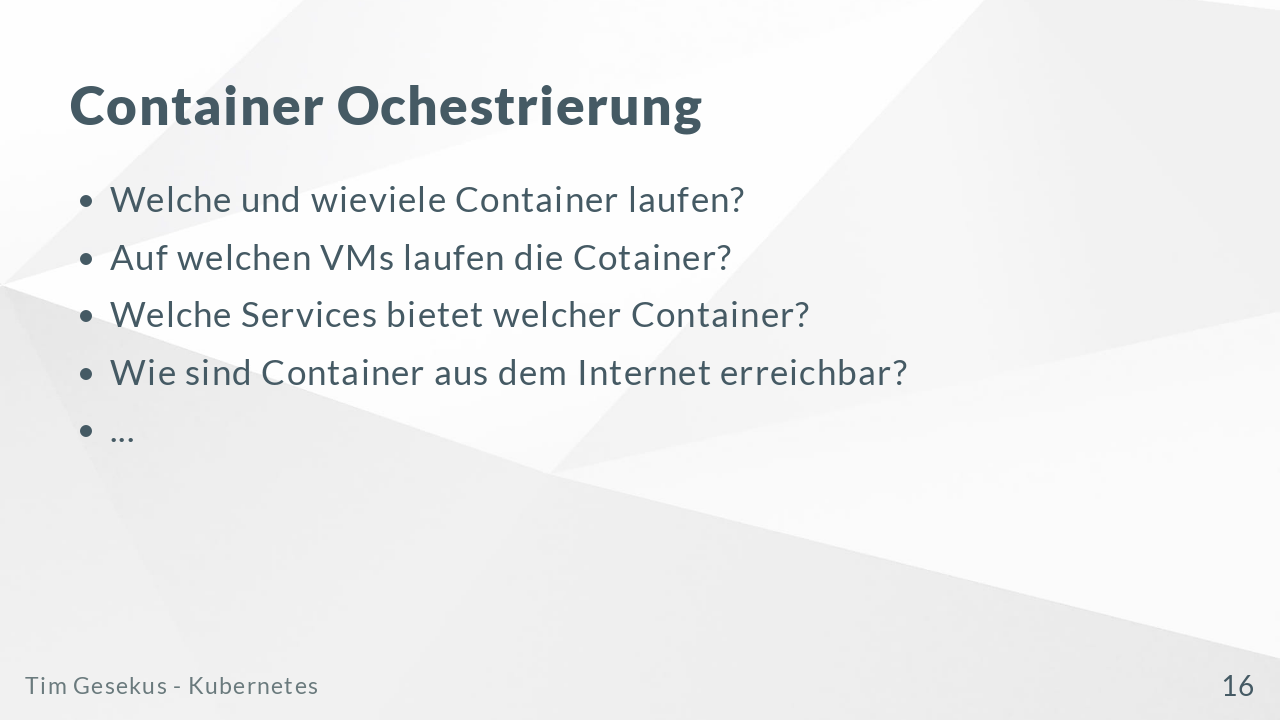 Container Ochestrierung
• Welche und wieviele Container laufen?
• Auf welchen VMs laufen die Cotainer?
• Welche Services bietet welcher Container?
• Wie sind Container aus dem Internet erreichbar?
• ...
Tim Gesekus - Kubernetes
16